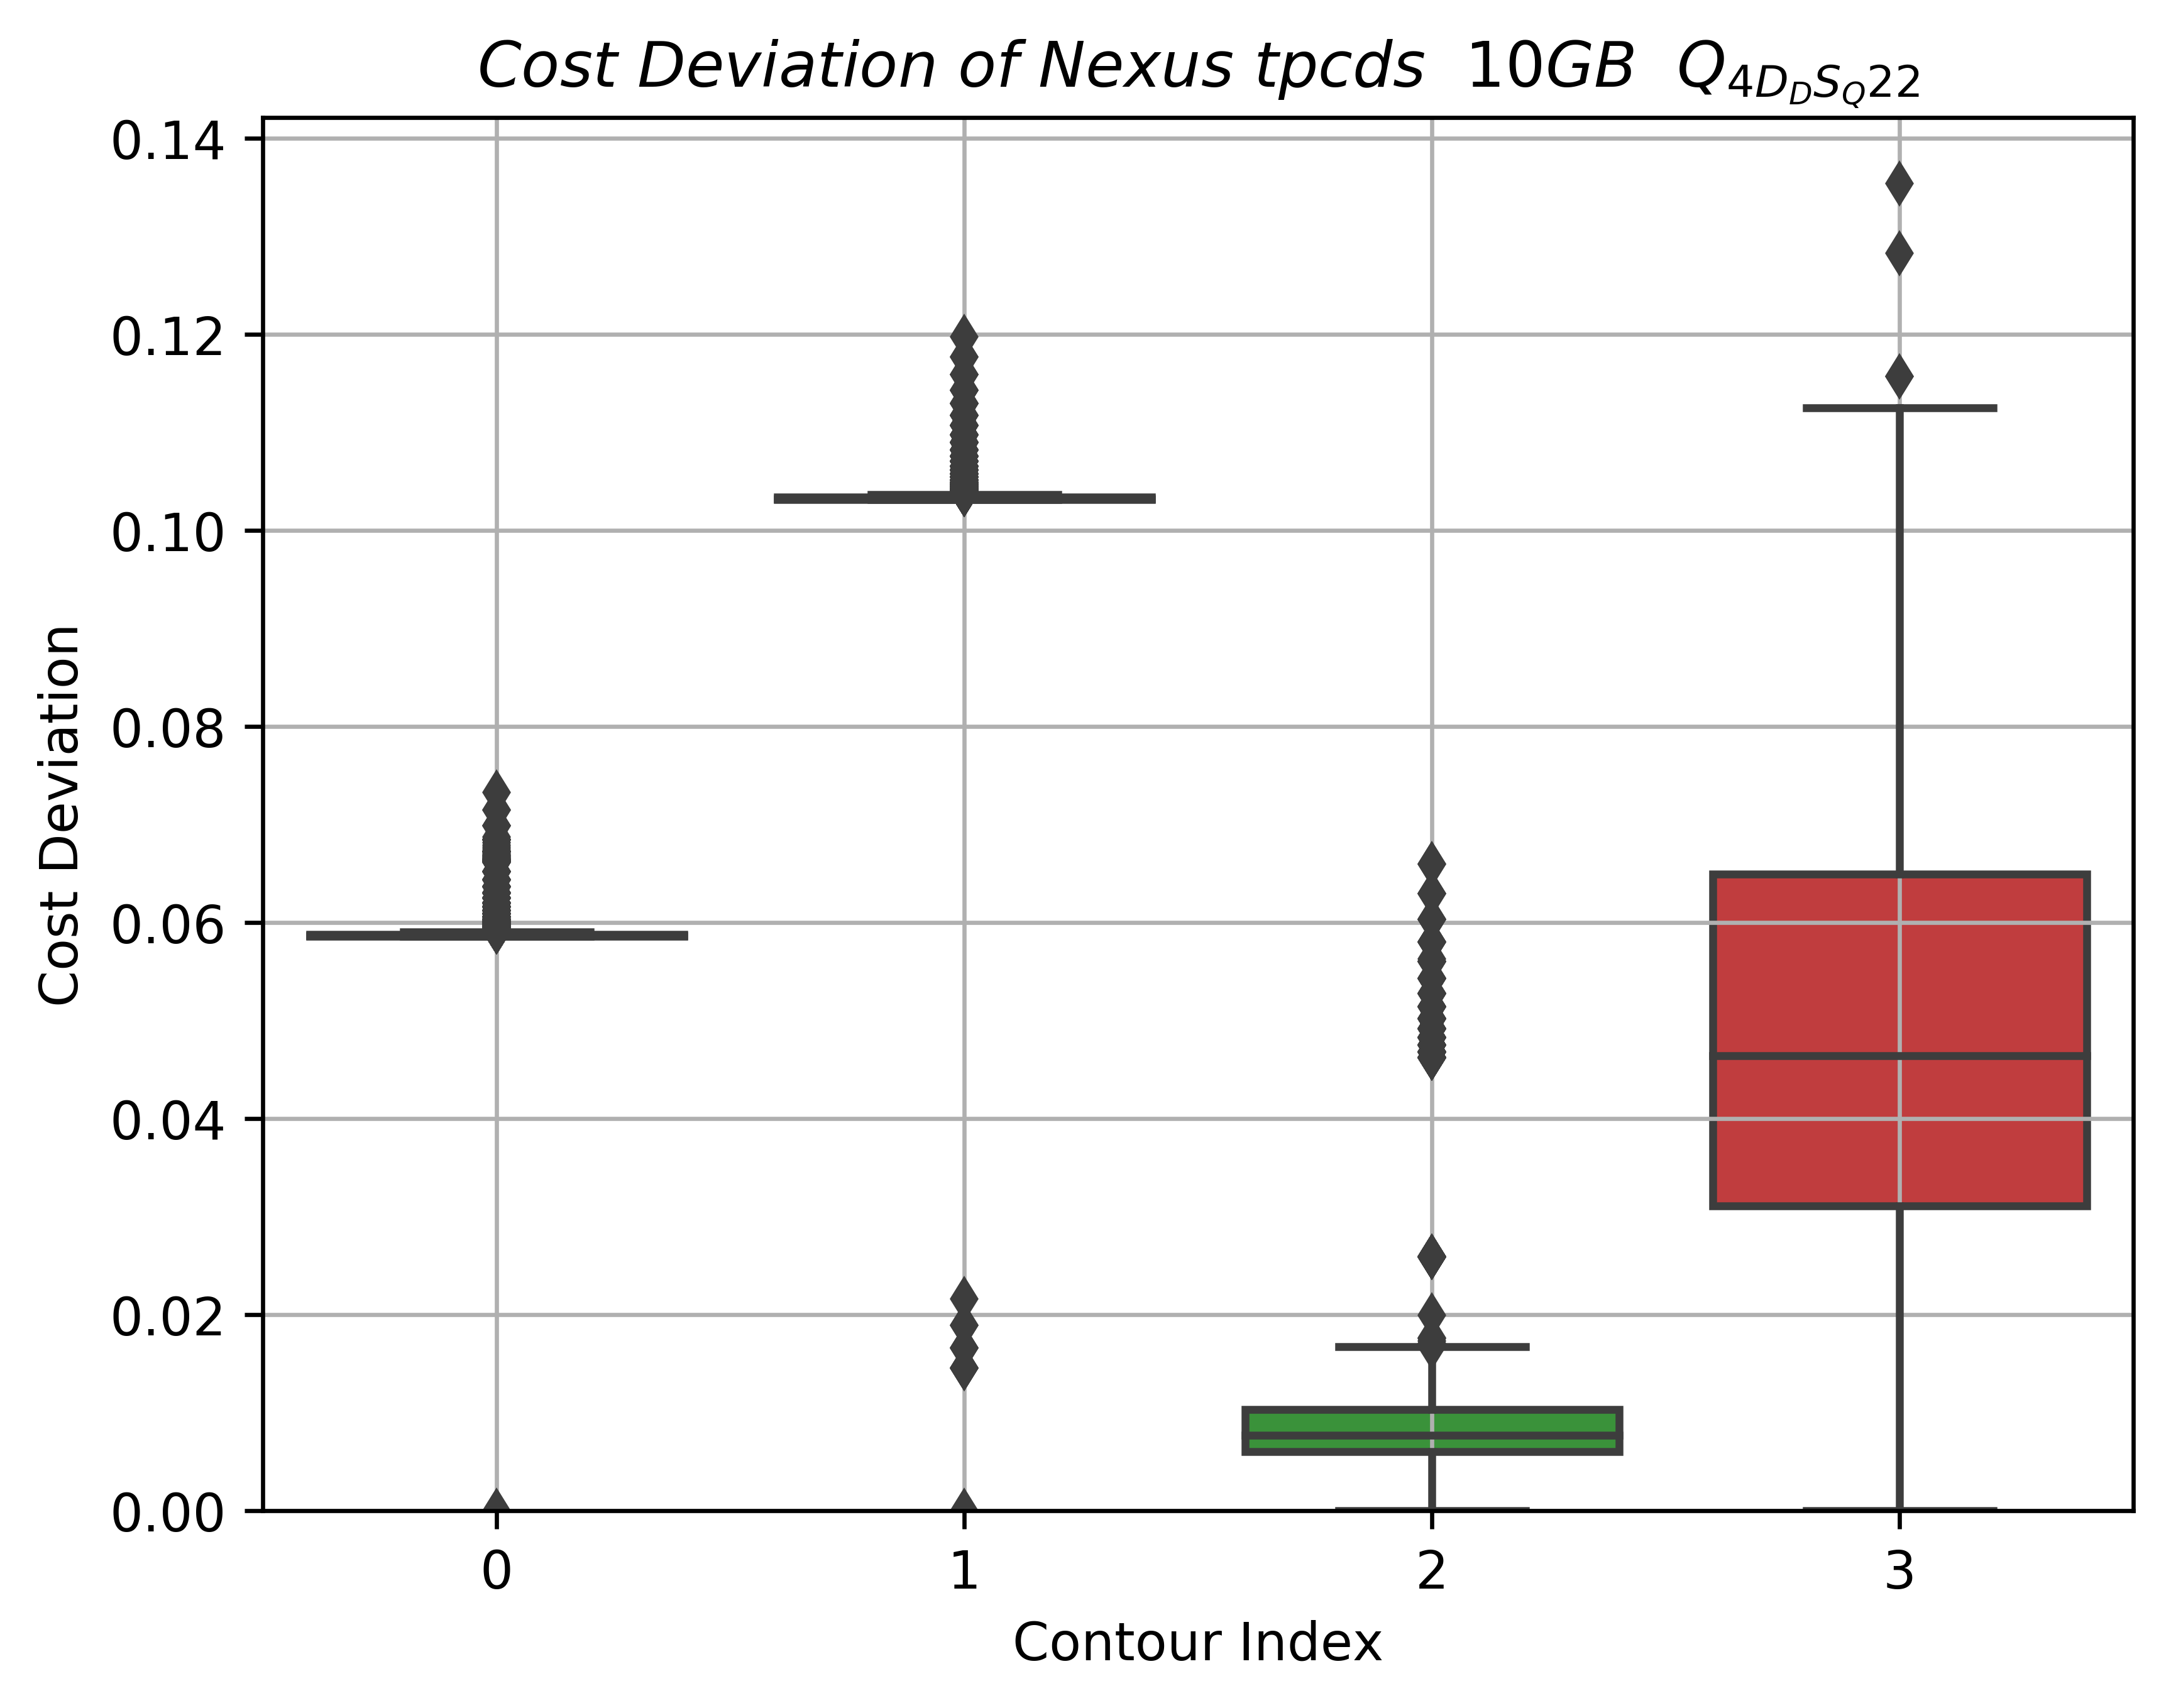 Cost Deviation of Nexus tpcds 10GB Q4DDSQ22
0.14
0.12
0.10
0.08
0.06
0.04
0.02
0.00
Cost Deviation
0 1 2 3
Contour Index